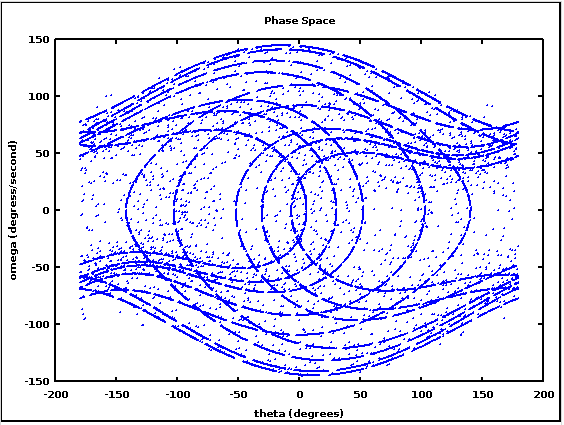 Phase Space
150
100
50
0
-50
-100
-150
-200 -150 -100 -50 0 50 100 150 200
omega (degrees/second)
theta (degrees)